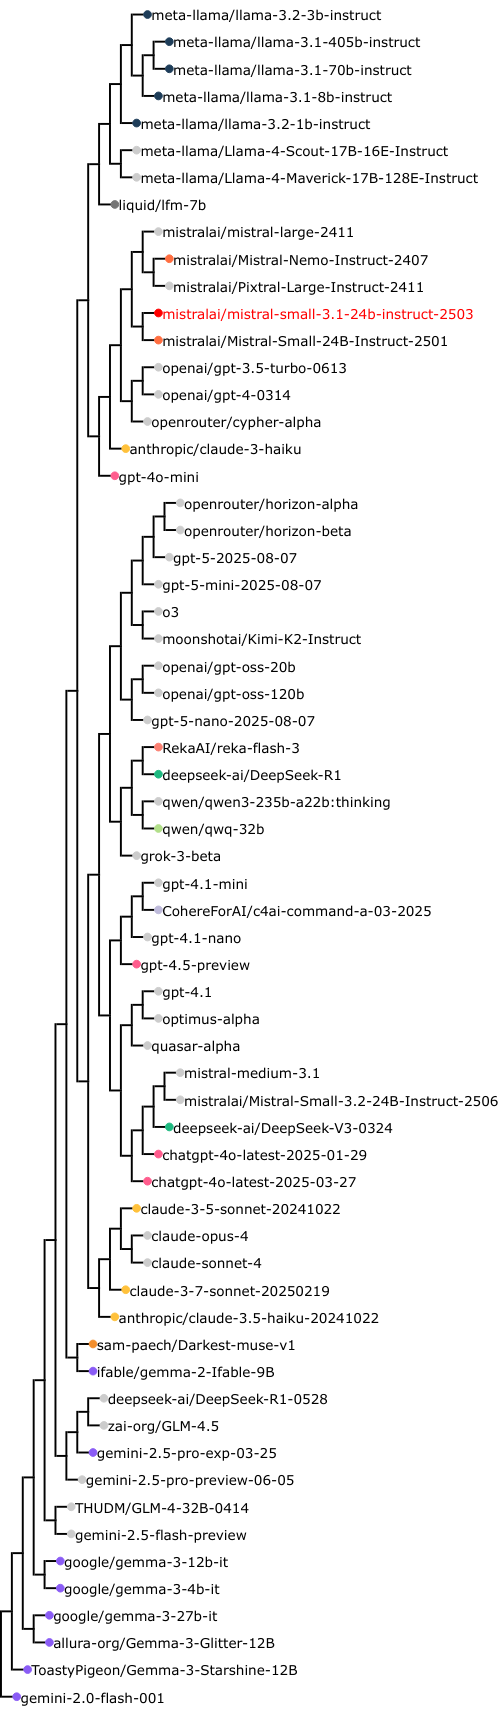 meta-llama/llama-3.2-3b-instruct
meta-llama/llama-3.1-405b-instruct
meta-llama/llama-3.1-70b-instruct
meta-llama/llama-3.1-8b-instruct
meta-llama/llama-3.2-1b-instruct
meta-llama/Llama-4-Scout-17B-16E-Instruct
meta-llama/Llama-4-Maverick-17B-128E-Instruct
liquid/lfm-7b
mistralai/mistral-large-2411
mistralai/Mistral-Nemo-Instruct-2407
mistralai/Pixtral-Large-Instruct-2411
mistralai/mistral-small-3.1-24b-instruct-2503
mistralai/Mistral-Small-24B-Instruct-2501
openai/gpt-3.5-turbo-0613
openai/gpt-4-0314
openrouter/cypher-alpha
anthropic/claude-3-haiku
gpt-4o-mini
openrouter/horizon-alpha
openrouter/horizon-beta
gpt-5-2025-08-07
gpt-5-mini-2025-08-07
o3
moonshotai/Kimi-K2-Instruct
openai/gpt-oss-20b
openai/gpt-oss-120b
gpt-5-nano-2025-08-07
RekaAI/reka-flash-3
deepseek-ai/DeepSeek-R1
qwen/qwen3-235b-a22b:thinking
qwen/qwq-32b
grok-3-beta
gpt-4.1-mini
CohereForAI/c4ai-command-a-03-2025
gpt-4.1-nano
gpt-4.5-preview
gpt-4.1
optimus-alpha
quasar-alpha
mistral-medium-3.1
mistralai/Mistral-Small-3.2-24B-Instruct-2506
deepseek-ai/DeepSeek-V3-0324
chatgpt-4o-latest-2025-01-29
chatgpt-4o-latest-2025-03-27
claude-3-5-sonnet-20241022
claude-opus-4
claude-sonnet-4
claude-3-7-sonnet-20250219
anthropic/claude-3.5-haiku-20241022
sam-paech/Darkest-muse-v1
ifable/gemma-2-Ifable-9B
deepseek-ai/DeepSeek-R1-0528
zai-org/GLM-4.5
gemini-2.5-pro-exp-03-25
gemini-2.5-pro-preview-06-05
THUDM/GLM-4-32B-0414
gemini-2.5-flash-preview
google/gemma-3-12b-it
google/gemma-3-4b-it
google/gemma-3-27b-it
allura-org/Gemma-3-Glitter-12B
ToastyPigeon/Gemma-3-Starshine-12B
gemini-2.0-flash-001